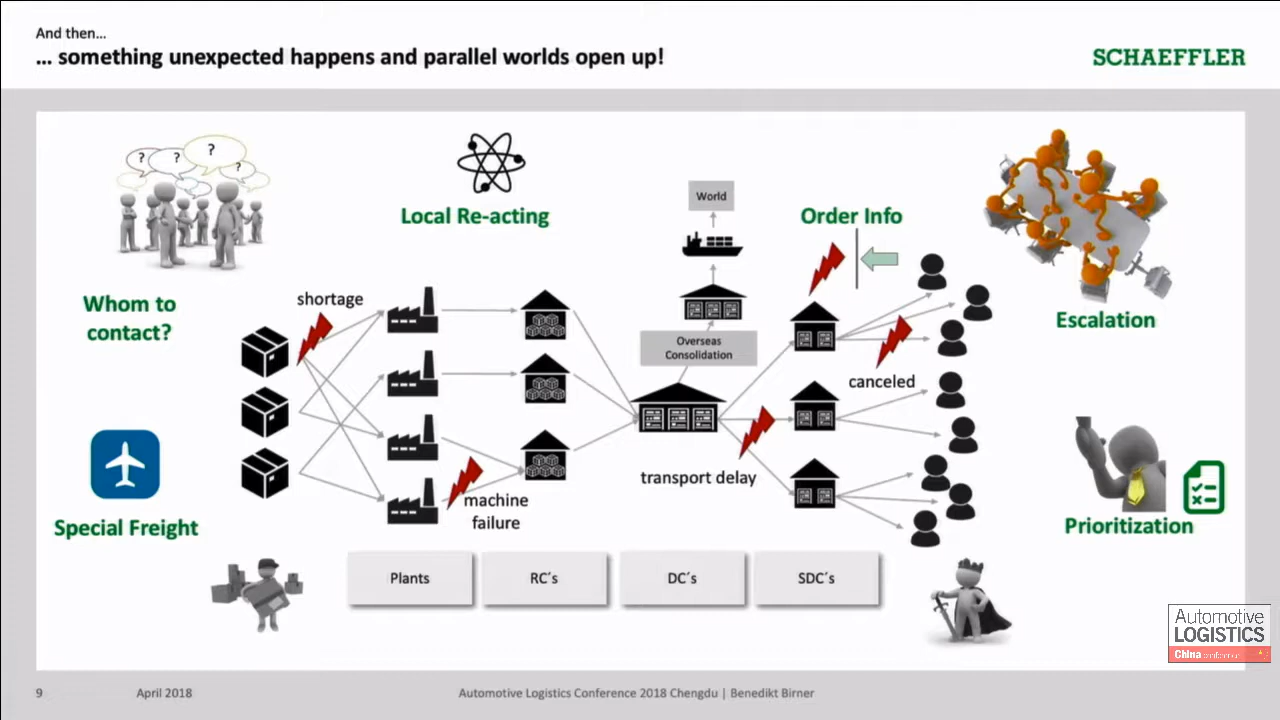 And then...
... something unexpected happens and parallel worlds open up!
SCHAEFFLER
?
?
?
?
World
Local Re-acting
Order Info
Whom to
contact?
shortage
Escalation
Overseas
Consolidation
canceled
transport delay
machine
failure
Special Freight
Prioritization
Plants
RC´s
DC´s
SDC´s
Automotive
LOGISTICS
China conference
9
April 2018
Automotive Logistics Conference 2018 Chengdu | Benedikt Birner